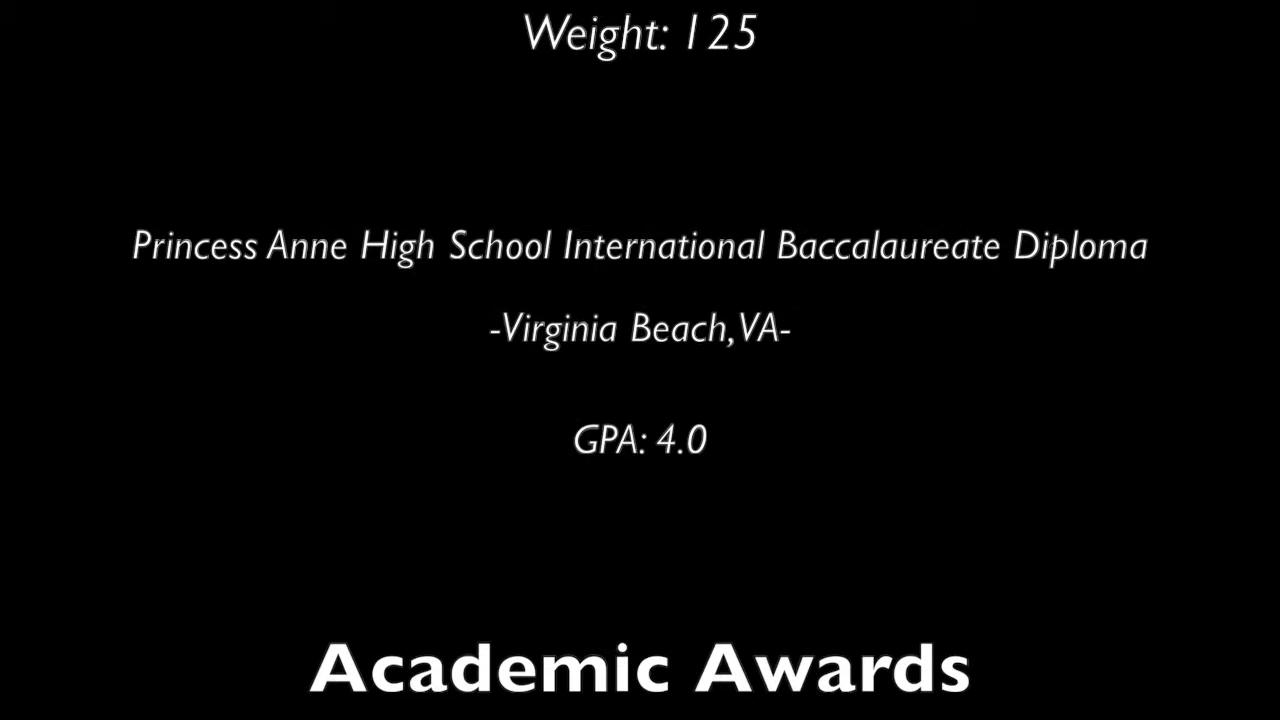 Weight: 125
Princess Anne High School International Baccalaureate Diploma
-Virginia Beach, VA-
GPA: 4.0
Academic Awards